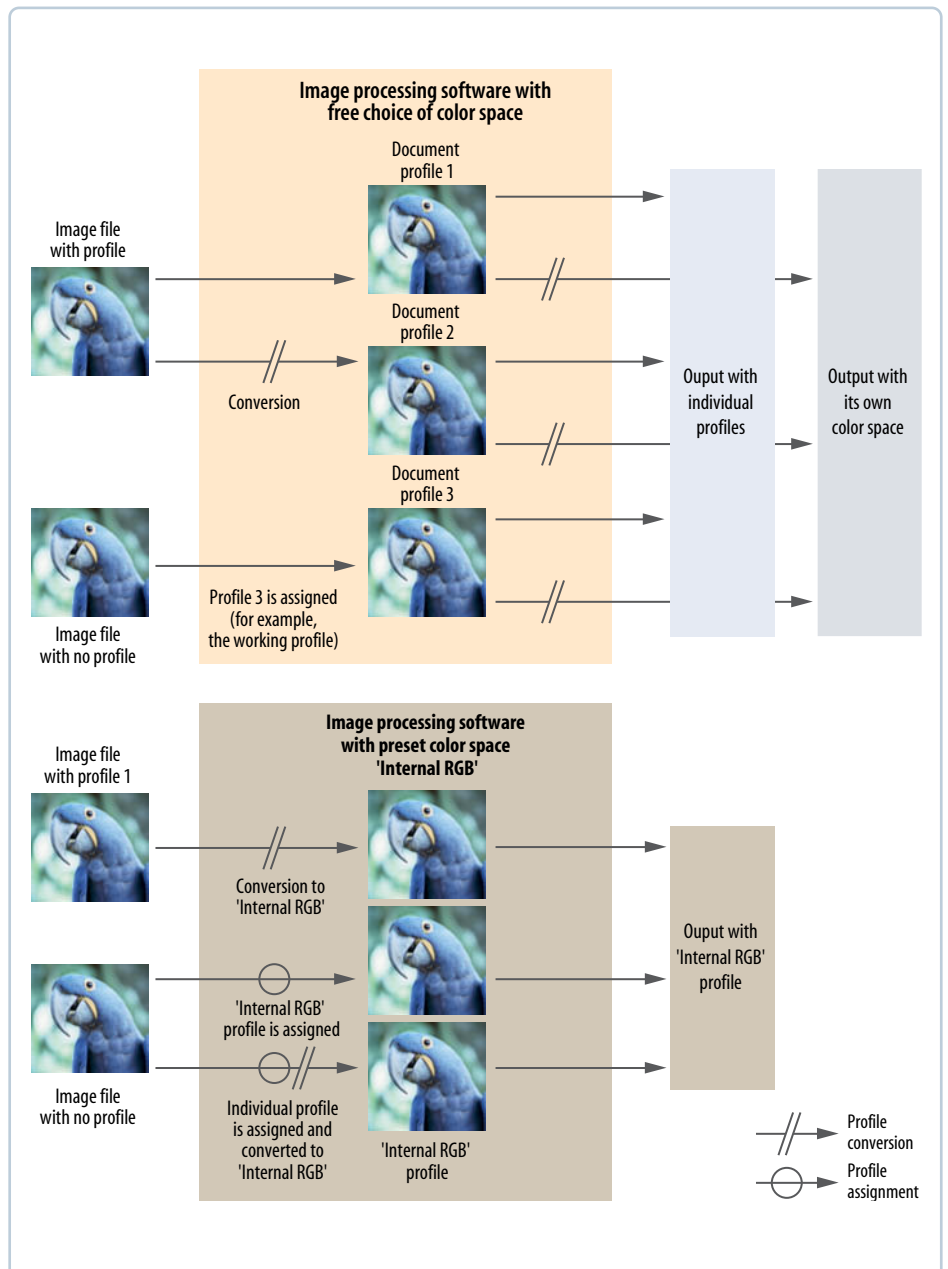 Image processing software with
free choice of color space
Document
profile 1
Image file
with profile
Document
profile 2
Conversion
Ouput with
individual
profiles
Output with
its own
color space
Document
profile 3
Profile 3 is assigned
(for example,
the working profile)
Image file
with no profile
Image processing software
with preset color space
'Internal RGB'
Image file
with profile 1
Conversion to
'Internal RGB'
Ouput with
'Internal RGB'
profile
'Internal RGB'
profile is assigned
Image file
with no profile
Individual profile
is assigned and
converted to
'Internal RGB'
'Internal RGB'
profile
Profile
conversion
Profile
assignment